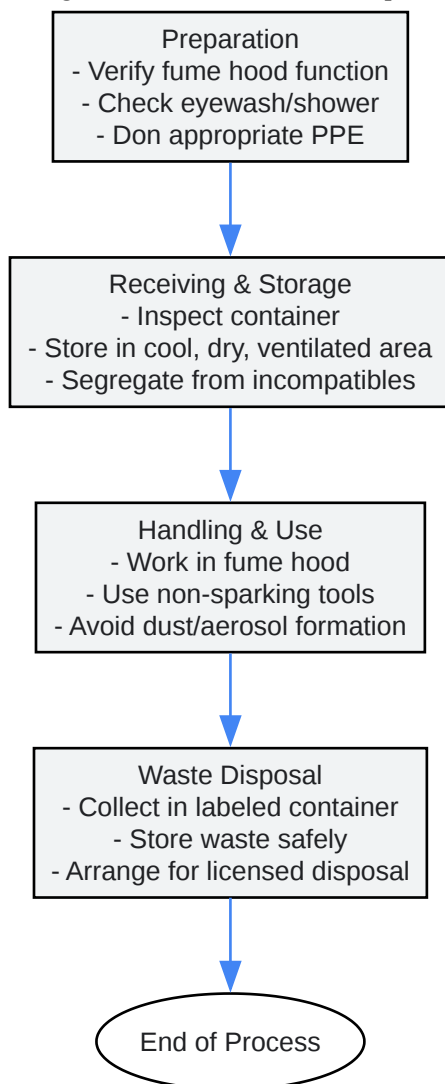 Preparation
- Verify fume hood function
- Check eyewash/shower
- Don appropriate PPE
Receiving & Storage
- Inspect container
- Store in cool, dry, ventilated area
- Segregate from incompatibles
Handling & Use
- Work in fume hood
- Use non-sparking tools
- Avoid dust/aerosol formation
Waste Disposal
- Collect in labeled container
- Store waste safely
- Arrange for licensed disposal
End of Process